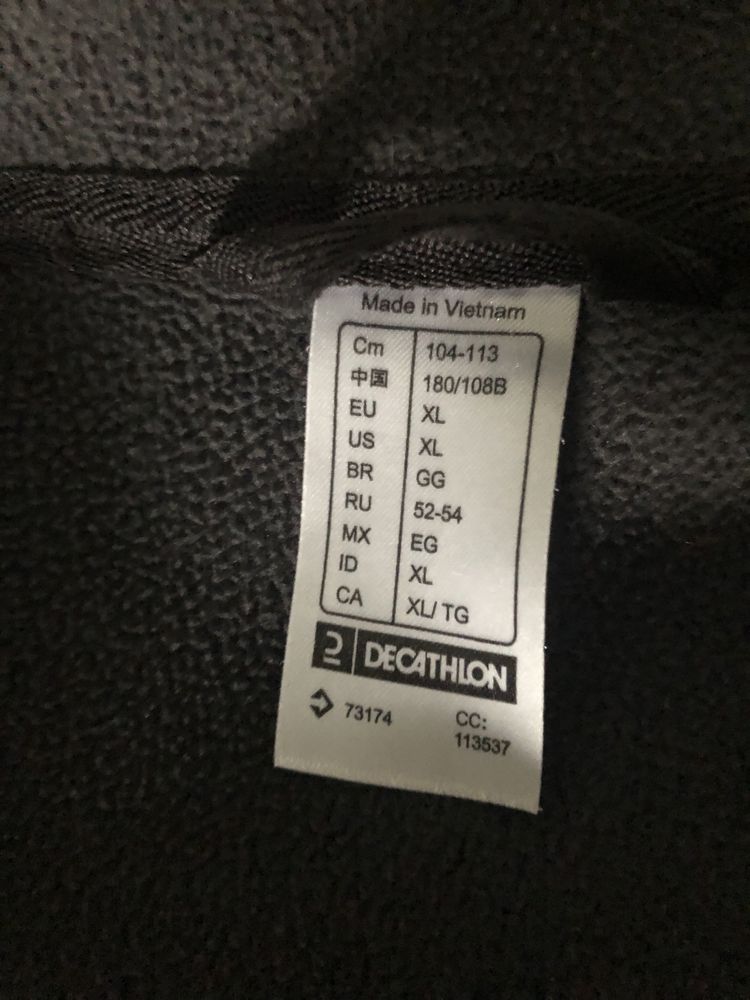 Made in Vietnam
Cm 104-113
中国 180/108B
EU XL
US XL
BR GG
RU 52-54
MX EG
ID XL
CA XL/ TG
DECATHLON
73174 CC:
113537